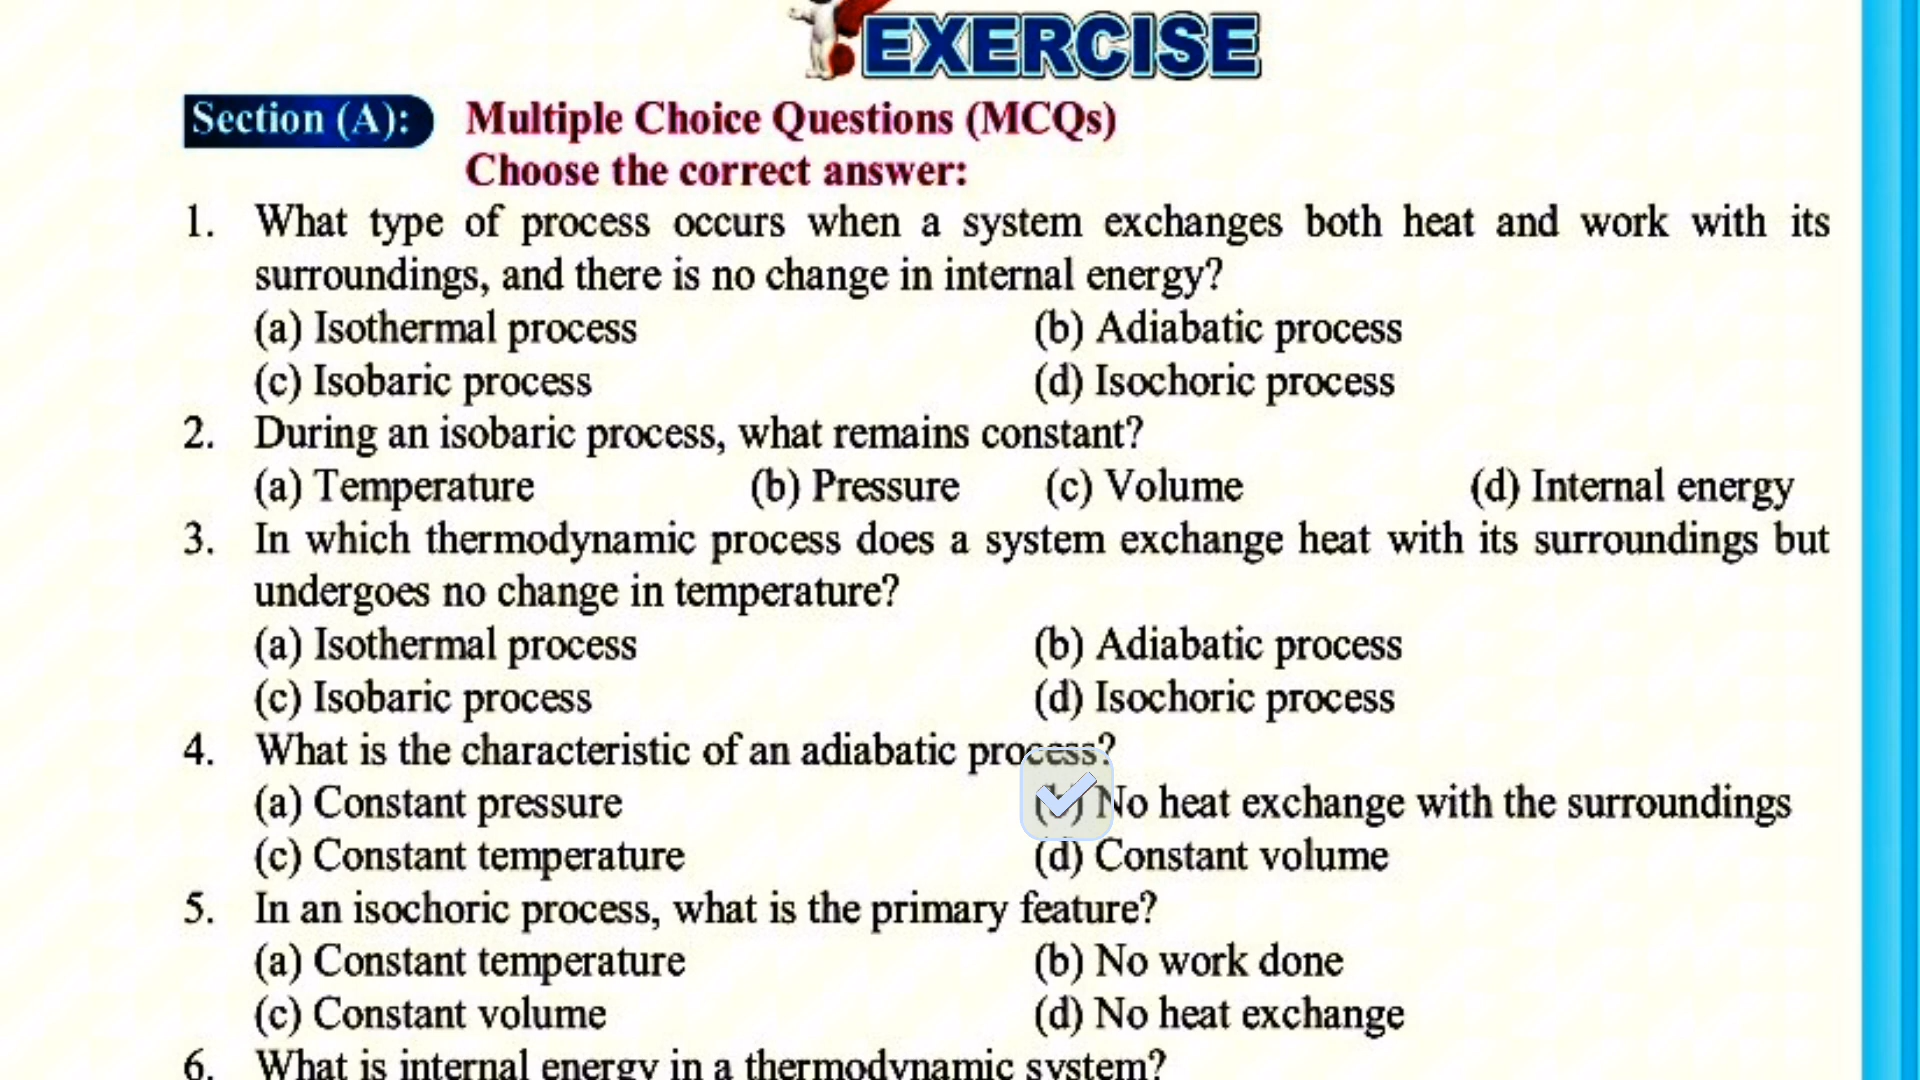 EXERCISE
Section (A): Multiple Choice Questions (MCQs)
Choose the correct answer:
1. What type of process occurs when a system exchanges both heat and work with its
surroundings, and there is no change in internal energy?
(a) Isothermal process (b) Adiabatic process
(c) Isobaric process (d) Isochoric process
2. During an isobaric process, what remains constant?
(a) Temperature (b) Pressure (c) Volume (d) Internal energy
3. In which thermodynamic process does a system exchange heat with its surroundings but
undergoes no change in temperature?
(a) Isothermal process (b) Adiabatic process
(c) Isobaric process (d) Isochoric process
4. What is the characteristic of an adiabatic process?
(a) Constant pressure (b) No heat exchange with the surroundings
(c) Constant temperature (d) Constant volume
5. In an isochoric process, what is the primary feature?
(a) Constant temperature (b) No work done
(c) Constant volume (d) No heat exchange
6. What is internal energy in a thermodynamic system?